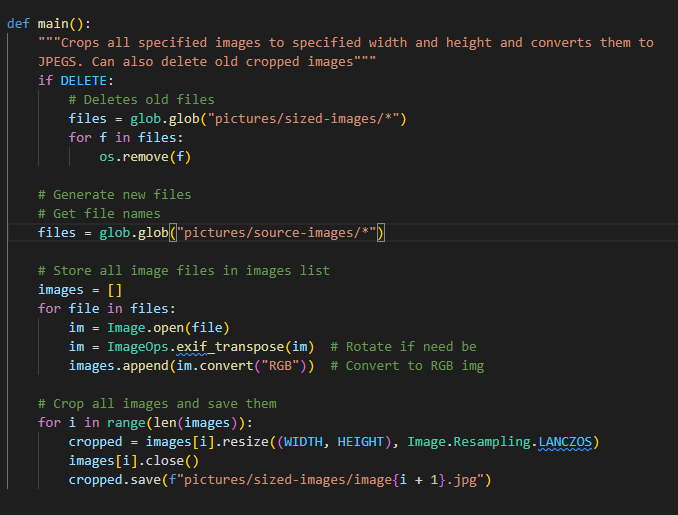 def main():
    """Crops all specified images to specified width and height and converts them to
    JPEGS. Can also delete old cropped images"""
    if DELETE:
        # Deletes old files
        files = glob.glob("pictures/sized-images/*")
        for f in files:
            os.remove(f)

    # Generate new files
    # Get file names
    files = glob.glob("pictures/source-images/*")

    # Store all image files in images list
    images = []
    for file in files:
        im = Image.open(file)
        im = ImageOps.exif_transpose(im)  # Rotate if need be
        images.append(im.convert("RGB"))  # Convert to RGB img

    # Crop all images and save them
    for i in range(len(images)):
        cropped = images[i].resize((WIDTH, HEIGHT), Image.Resampling.LANCZOS)
        images[i].close()
        cropped.save(f"pictures/sized-images/image{i + 1}.jpg")